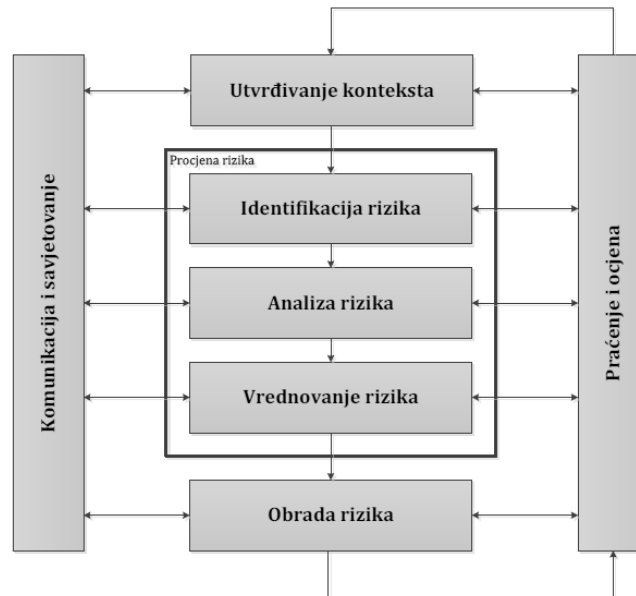 Utvrđivanje konteksta
Procjena rizika
Identifikacija rizika
Analiza rizika
Vrednovanje rizika
Obrada rizika
Komunikacija i savjetovanje
Praćenje i ocjena